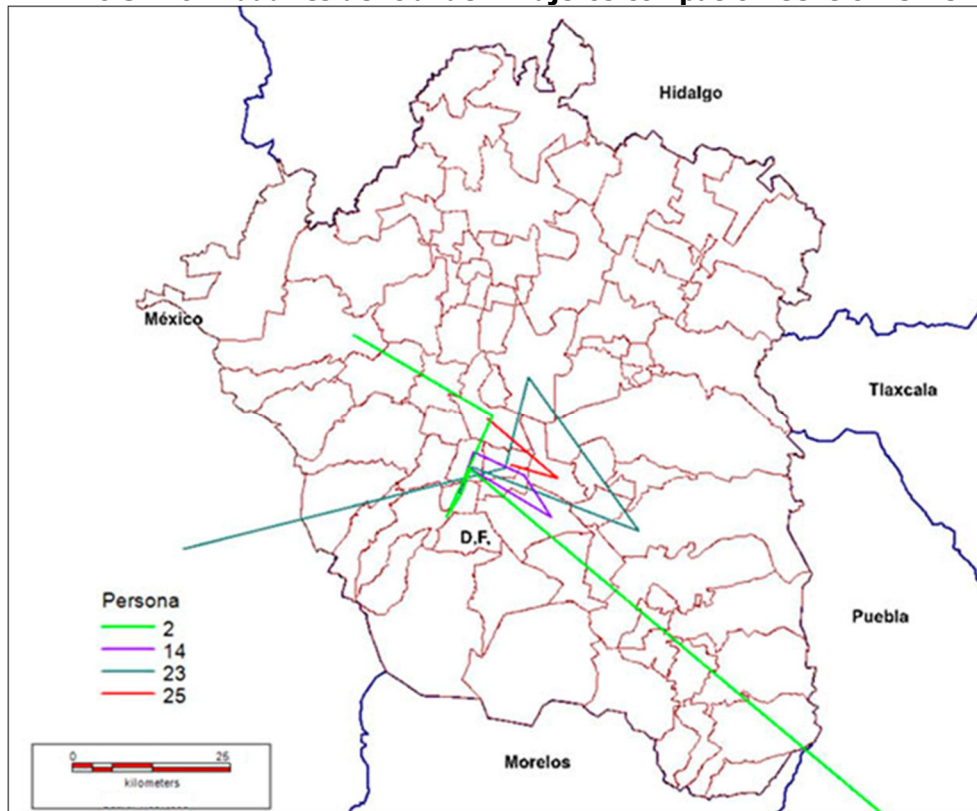 Hidalgo
México
Tlaxcala
D.F.
Persona
2
14
23
25
Puebla
Morelos
0 25
kilometers